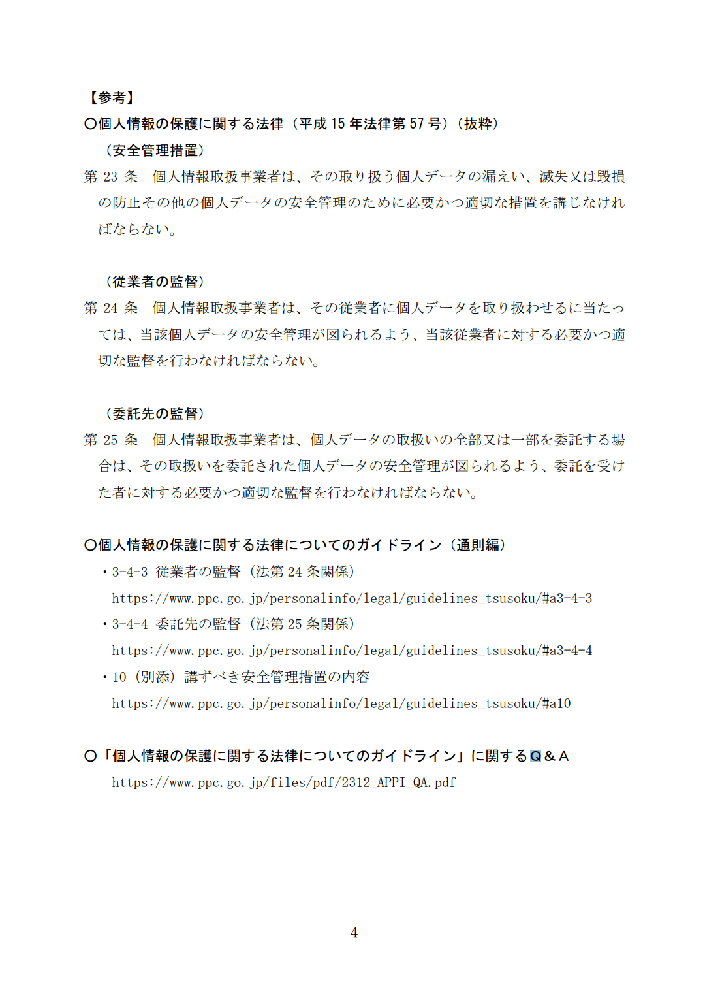 【参考】
○個人情報の保護に関する法律（平成 15 年法律第 57 号）（抜粋）
（安全管理措置）
第 23 条　個人情報取扱事業者は、その取り扱う個人データの漏えい、滅失又は毀損
の防止その他の個人データの安全管理のために必要かつ適切な措置を講じなけれ
ばならない。
（従業者の監督）
第 24 条　個人情報取扱事業者は、その従業者に個人データを取り扱わせるに当たっ
ては、当該個人データの安全管理が図られるよう、当該従業者に対する必要かつ適
切な監督を行わなければならない。
（委託先の監督）
第 25 条　個人情報取扱事業者は、個人データの取扱いの全部又は一部を委託する場
合は、その取扱いを委託された個人データの安全管理が図られるよう、委託を受け
た者に対する必要かつ適切な監督を行わなければならない。
○個人情報の保護に関する法律についてのガイドライン（通則編）
・3-4-3 従業者の監督（法第 24 条関係）
https://www.ppc.go.jp/personalinfo/legal/guidelines_tsusoku/#a3-4-3
・3-4-4 委託先の監督（法第 25 条関係）
https://www.ppc.go.jp/personalinfo/legal/guidelines_tsusoku/#a3-4-4
・10（別添）講ずべき安全管理措置の内容
https://www.ppc.go.jp/personalinfo/legal/guidelines_tsusoku/#a10
○「個人情報の保護に関する法律についてのガイドライン」に関するＱ＆Ａ
https://www.ppc.go.jp/files/pdf/2312_APPI_QA.pdf
4